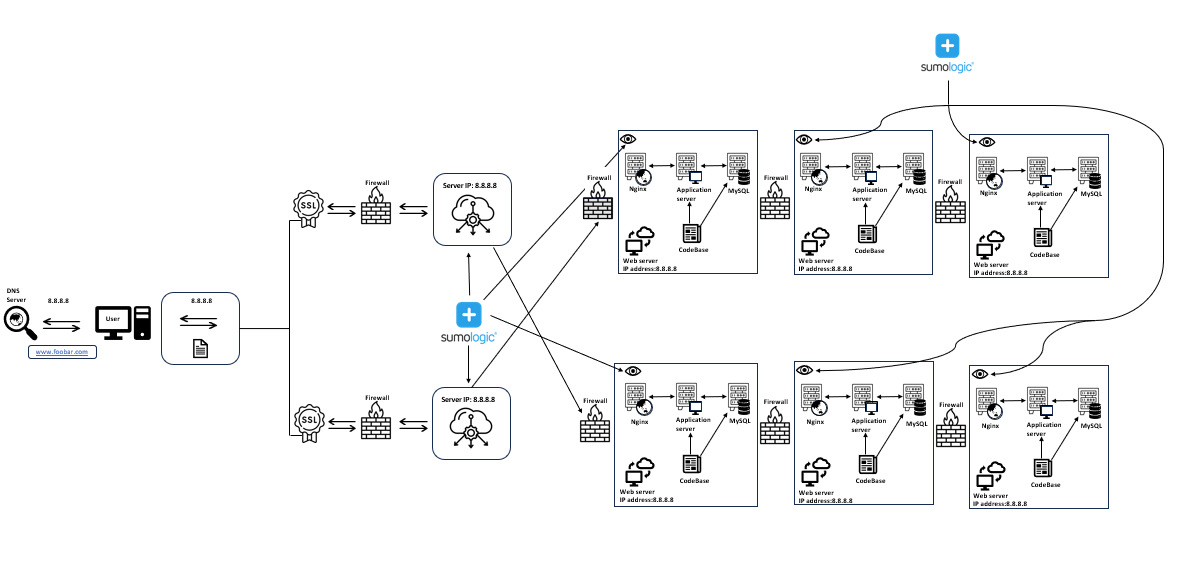 sumologic
DNS
Server
8.8.8.8
User
www.foobar.com
8.8.8.8
SSL
Firewall
Server IP: 8.8.8.8
sumologic
SSL
Firewall
Server IP: 8.8.8.8
Firewall
Nginx
Application
server
MySQL
CodeBase
Web server
IP address:8.8.8.8
Firewall
Nginx
Application
server
MySQL
CodeBase
Web server
IP address:8.8.8.8
Firewall
Nginx
Application
server
MySQL
CodeBase
Web server
IP address:8.8.8.8
Firewall
Nginx
Application
server
MySQL
CodeBase
Web server
IP address:8.8.8.8
Firewall
Nginx
Application
server
MySQL
CodeBase
Web server
IP address:8.8.8.8
Firewall
Nginx
Application
server
MySQL
CodeBase
Web server
IP address:8.8.8.8